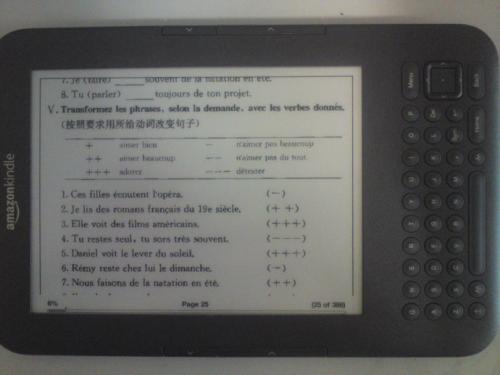 7. Je (faire) ____ souvent de la natation en été.
8. Tu (parler) ____ toujours de ton projet.
V. Transformez les phrases, selon la demande, avec les verbes donnés.
(按照要求用所给动词改变句子)
+ aimer bien — n'aimer pas beaucoup
++ aimer beaucoup —— n'aimer pas du tout
+++ adorer ——— détester
1. Ces filles écoutent l'opéra. (—)
2. Je lis des romans français du 19e siècle. (++)
3. Elle voit des films américains. (+++)
4. Tu restes seul, tu sors très souvent. (———)
5. Daniel voit le lever du soleil. (+++)
6. Rémy reste chez lui le dimanche. (—)
7. Nous faisons de la natation en été. (++)
6% Page 25 (25 of 386)
amazonkindle
Menu
Back
Home